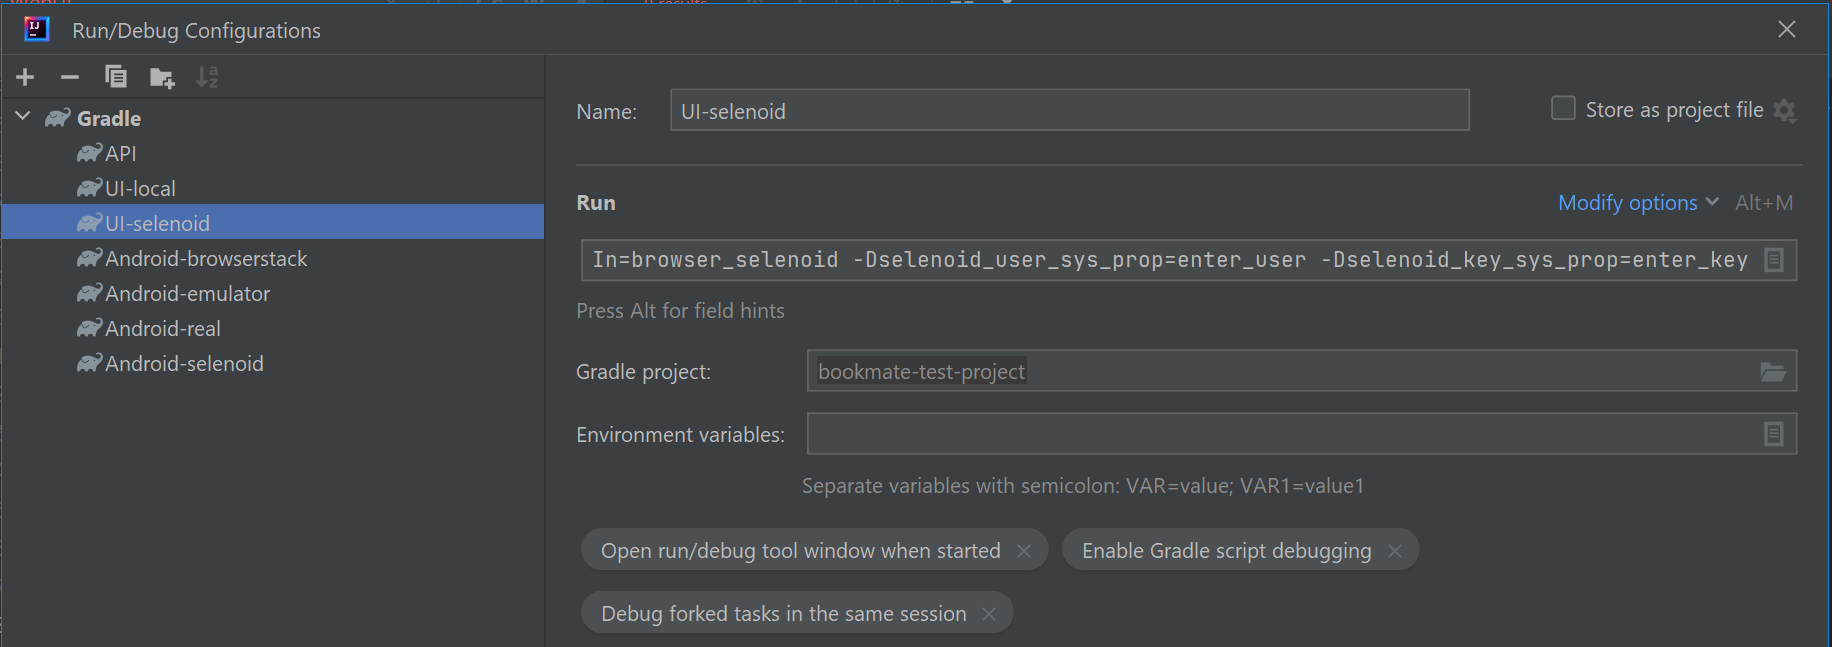 0 results
IJ
Run/Debug Configurations
Gradle
API
UI-local
UI-selenoid
Android-browserstack
Android-emulator
Android-real
Android-selenoid
Name: UI-selenoid
Store as project file
Run
Modify options Alt+M
In=browser_selenoid -Dselenoid_user_sys_prop=enter_user -Dselenoid_key_sys_prop=enter_key
Press Alt for field hints
Gradle project: bookmate-test-project
Environment variables:
Separate variables with semicolon: VAR=value; VAR1=value1
Open run/debug tool window when started
Enable Gradle script debugging
Debug forked tasks in the same session